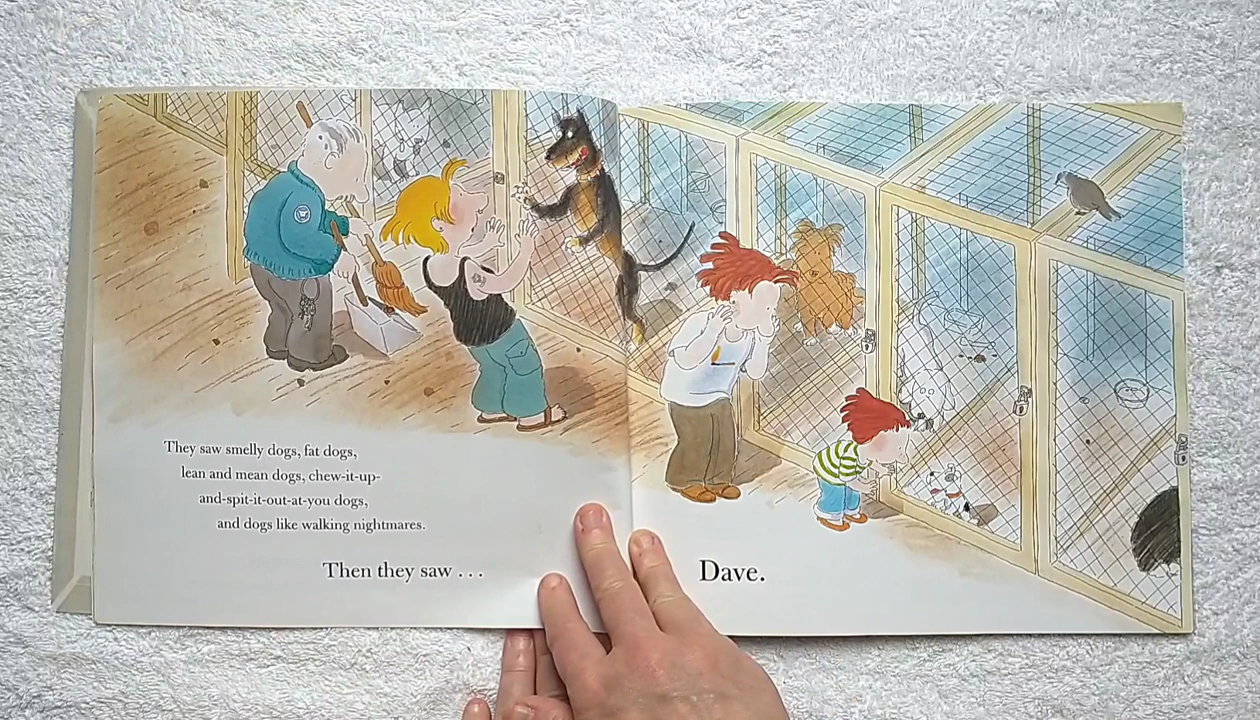 They saw smelly dogs, fat dogs,
lean and mean dogs, chew-it-up-
and-spit-it-out-at-you dogs,
and dogs like walking nightmares.
Then they saw . . .
Dave.